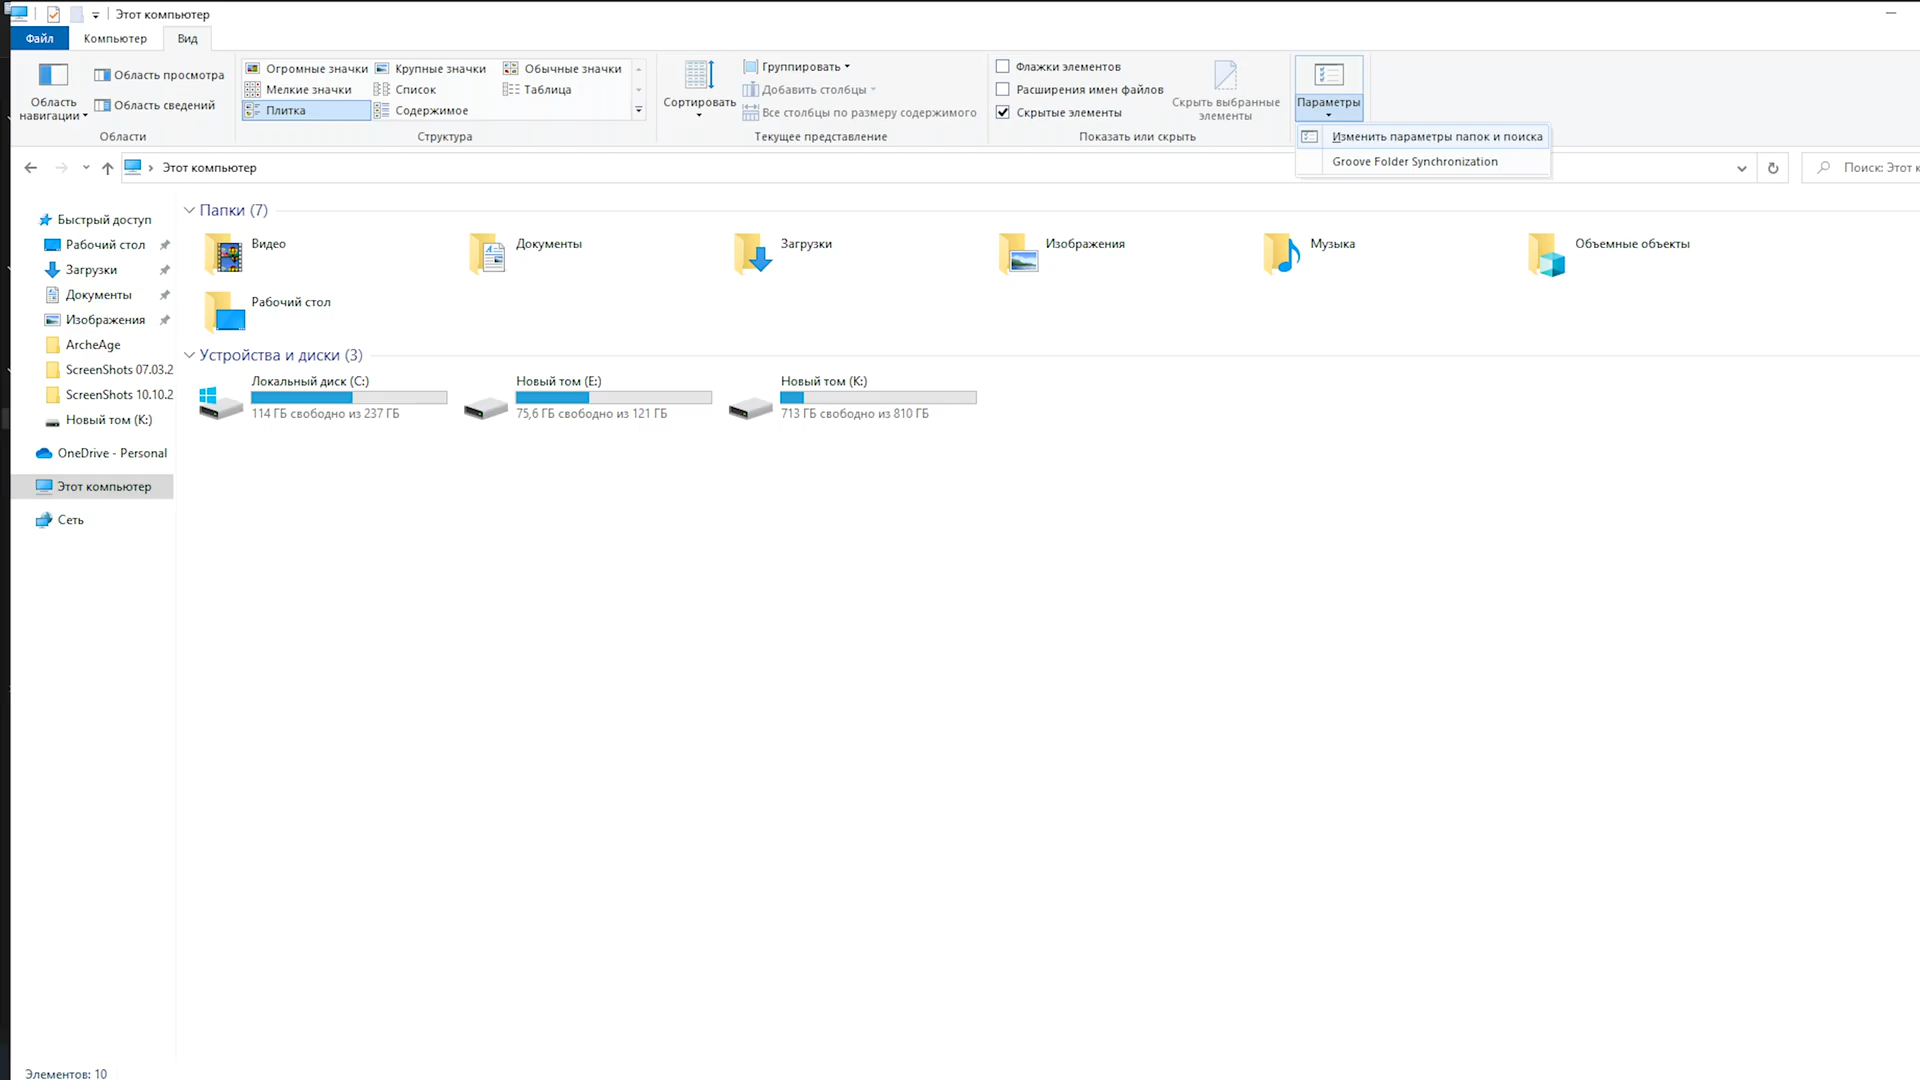 Этот компьютер
Файл
Компьютер
Вид
Область навигации
Область просмотра
Область сведений
Области
Огромные значки
Крупные значки
Обычные значки
Мелкие значки
Список
Таблица
Плитка
Содержимое
Структура
Сортировать
Группировать
Добавить столбцы
Все столбцы по размеру содержимого
Текущее представление
Флажки элементов
Расширения имен файлов
Скрытые элементы
Скрыть выбранные
элементы
Показать или скрыть
Параметры
Изменить параметры папок и поиска
Groove Folder Synchronization
Этот компьютер
Поиск: Этот к
Быстрый доступ
Рабочий стол
Загрузки
Документы
Изображения
ArcheAge
ScreenShots 07.03.2
ScreenShots 10.10.2
Новый том (K:)
OneDrive - Personal
Этот компьютер
Сеть
Папки (7)
Видео
Документы
Загрузки
Изображения
Музыка
Объемные объекты
Рабочий стол
Устройства и диски (3)
Локальный диск (C:)
114 ГБ свободно из 237 ГБ
Новый том (E:)
75,6 ГБ свободно из 121 ГБ
Новый том (K:)
713 ГБ свободно из 810 ГБ
Элементов: 10